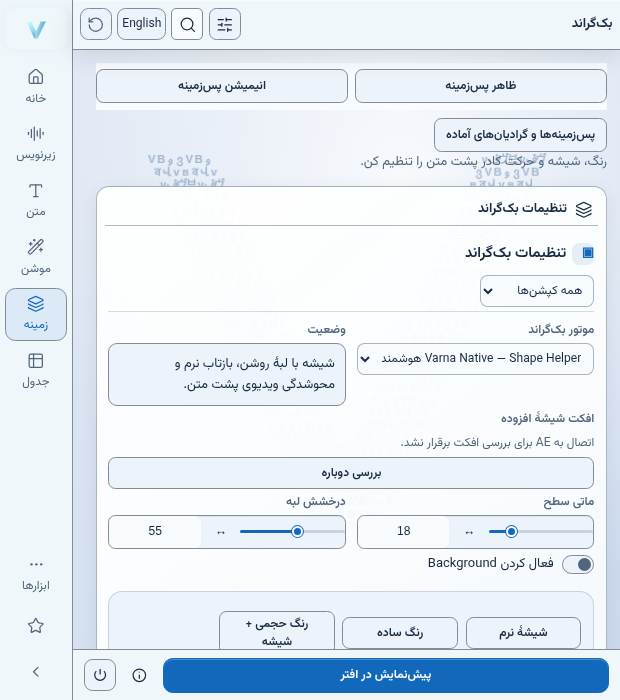 بک‌گراند
English
خانه
زیرنویس
متن
موشن
زمینه
جدول
ابزارها
ظاهر پس‌زمینه
انیمیشن پس‌زمینه
پس‌زمینه‌ها و گرادیان‌های آماده
رنگ، شیشه و حرکت کادر پشت متن را تنظیم کن.
تنظیمات بک‌گراند
تنظیمات بک‌گراند
همه کپشن‌ها
موتور بک‌گراند
وضعیت
Varna Native — Shape Helper هوشمند
شیشه با لبهٔ روشن، بازتاب نرم و
محوشدگی ویدیوی پشت متن.
افکت شیشهٔ افزوده
اتصال به AE برای بررسی افکت برقرار نشد.
بررسی دوباره
ماتی سطح
درخشش لبه
18
55
فعال کردن Background
شیشهٔ نرم
رنگ ساده
رنگ حجمی +
شیشه
پیش‌نمایش در افتر